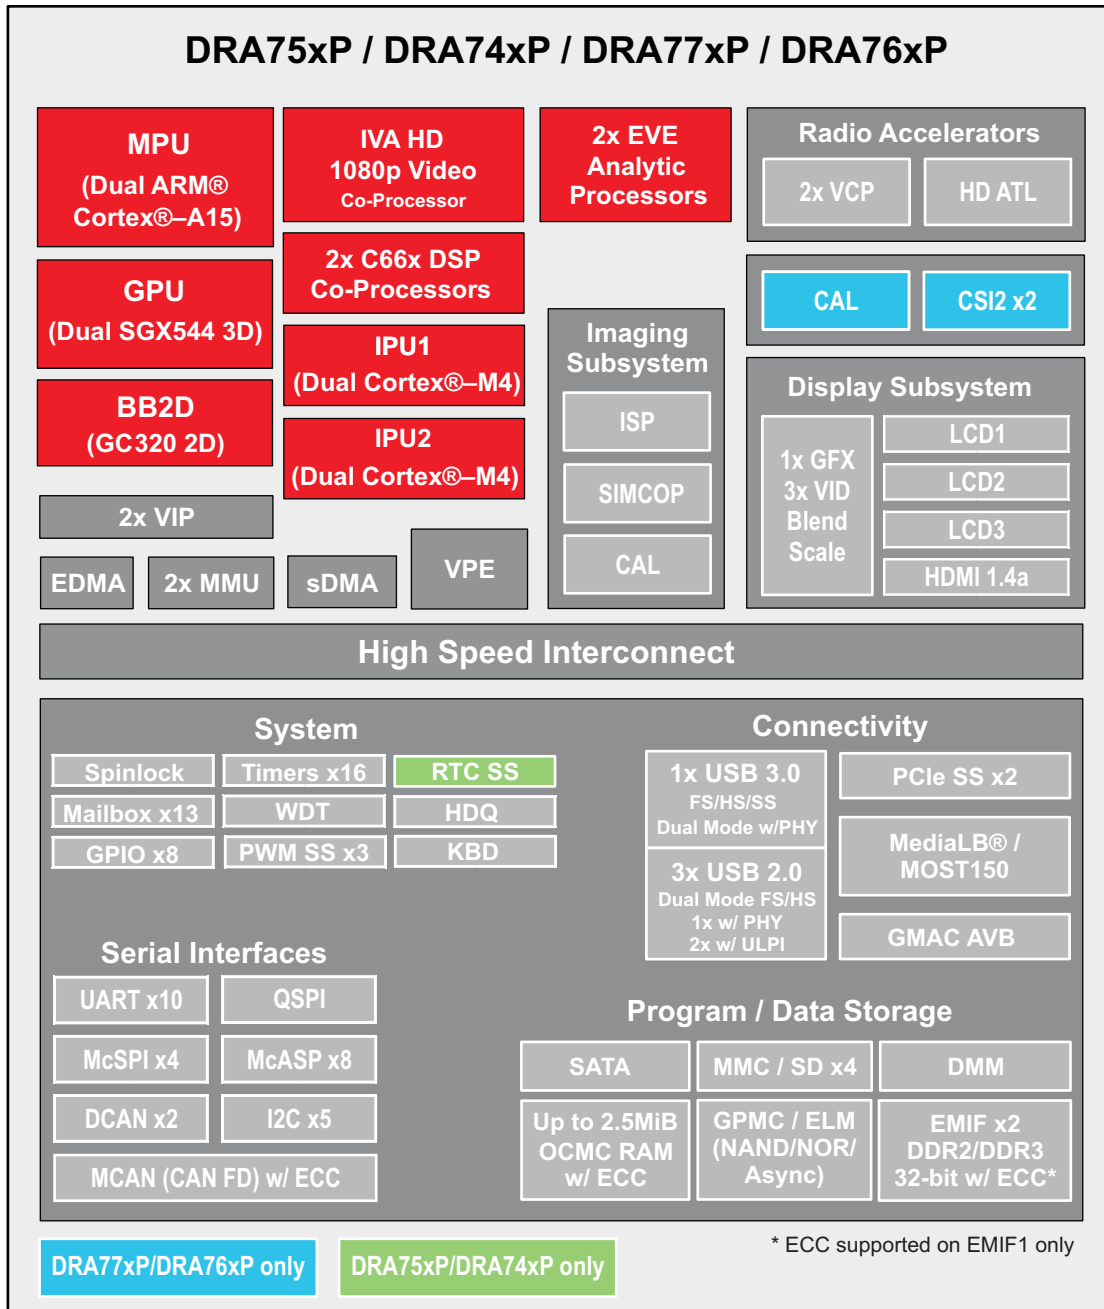 DRA75xP / DRA74xP / DRA77xP / DRA76xP
MPU
(Dual ARM®
Cortex®–A15)
GPU
(Dual SGX544 3D)
BB2D
(GC320 2D)
IVA HD
1080p Video
Co-Processor
2x C66x DSP
Co-Processors
IPU1
(Dual Cortex®–M4)
IPU2
(Dual Cortex®–M4)
2x EVE
Analytic
Processors
Radio Accelerators
2x VCP
HD ATL
CAL
CSI2 x2
Imaging
Subsystem
ISP
SIMCOP
CAL
Display Subsystem
1x GFX
3x VID
Blend
Scale
LCD1
LCD2
LCD3
HDMI 1.4a
2x VIP
EDMA
2x MMU
sDMA
VPE
High Speed Interconnect
System
Spinlock
Timers x16
RTC SS
Mailbox x13
WDT
HDQ
GPIO x8
PWM SS x3
KBD
Connectivity
1x USB 3.0
FS/HS/SS
Dual Mode w/PHY
3x USB 2.0
Dual Mode FS/HS
1x w/ PHY
2x w/ ULPI
PCIe SS x2
MediaLB® /
MOST150
GMAC AVB
Serial Interfaces
UART x10
QSPI
McSPI x4
McASP x8
DCAN x2
I2C x5
MCAN (CAN FD) w/ ECC
Program / Data Storage
SATA
MMC / SD x4
DMM
Up to 2.5MiB
OCMC RAM
w/ ECC
GPMC / ELM
(NAND/NOR/
Async)
EMIF x2
DDR2/DDR3
32-bit w/ ECC*
DRA77xP/DRA76xP only
DRA75xP/DRA74xP only
* ECC supported on EMIF1 only